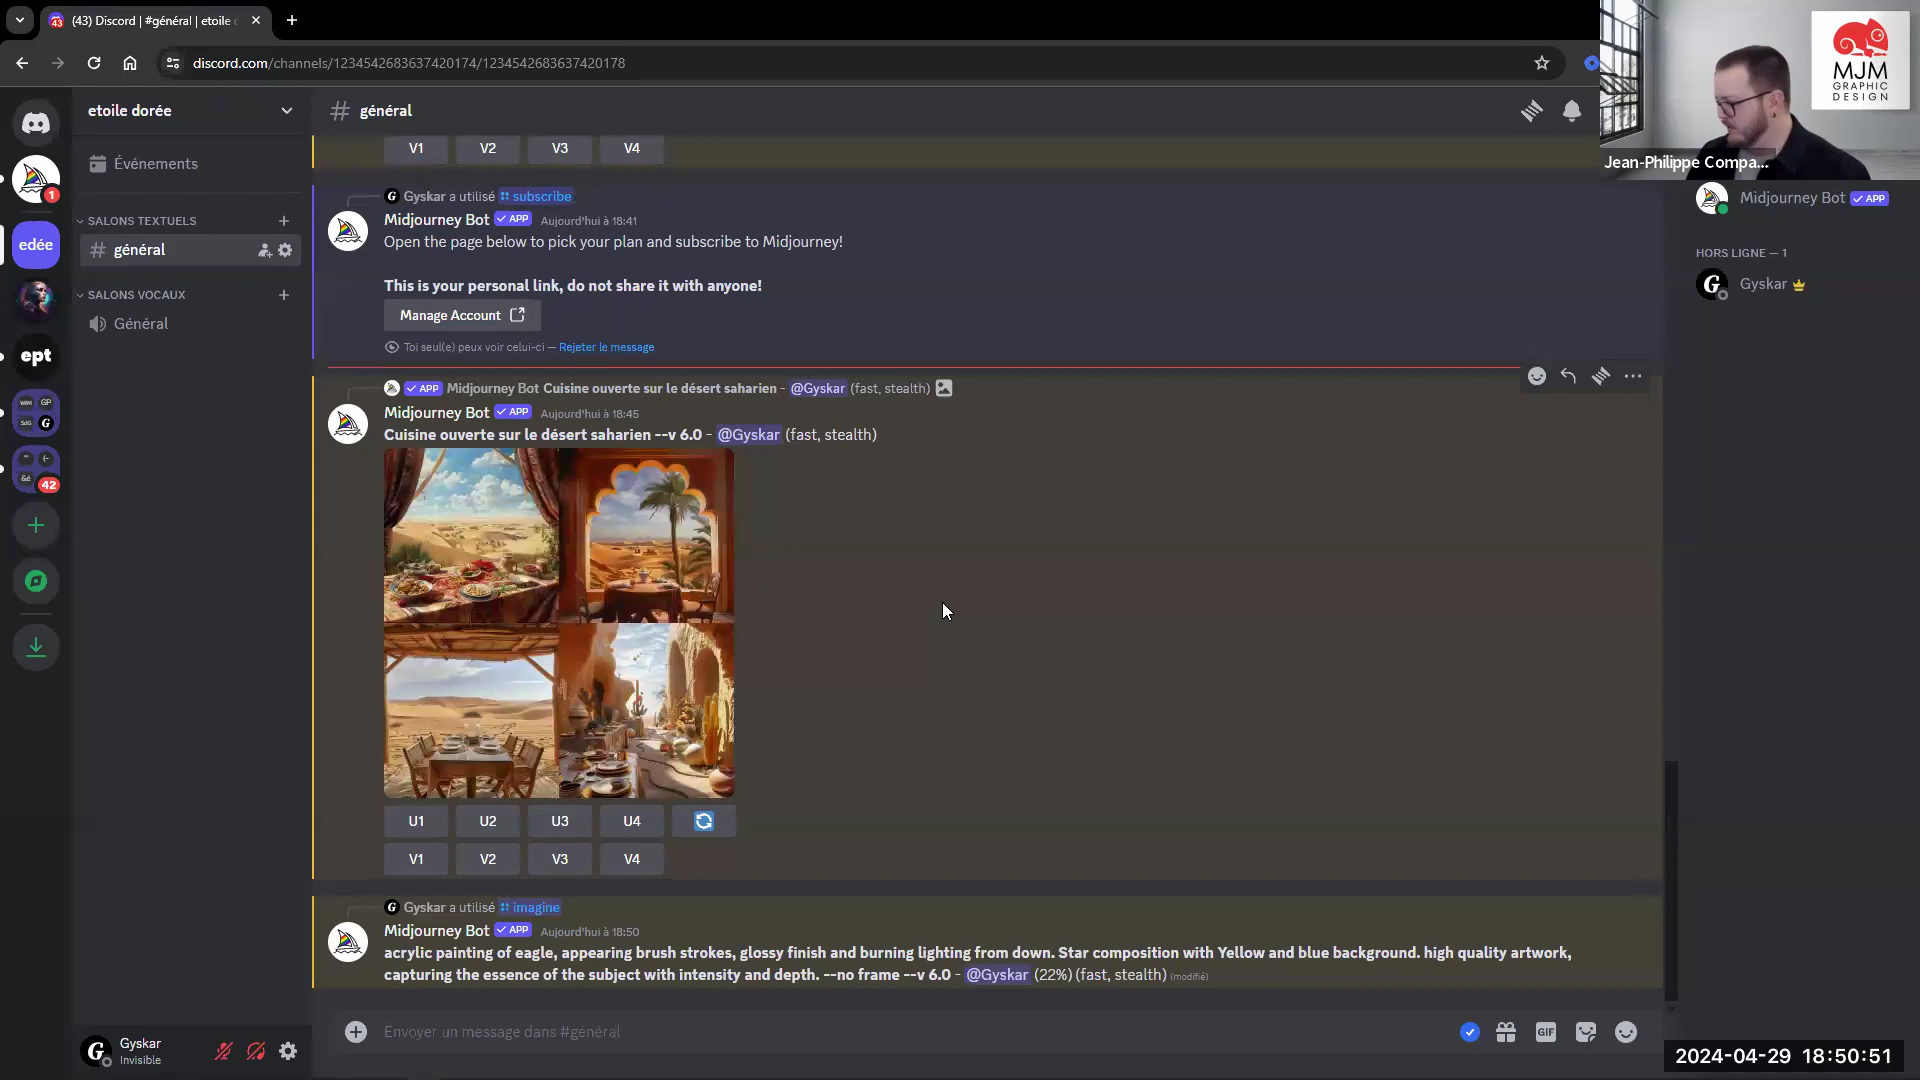 (43) Discord | #général | etoile
discord.com/channels/1234542683637420174/1234542683637420178
MJM
GRAPHIC
DESIGN
Jean-Philippe Compa...
etoile dorée
# général
Événements
SALONS TEXTUELS
# général
SALONS VOCAUX
Général
1
edée
ept
GP
G
42
V1 V2 V3 V4
Gyskar a utilisé subscribe
Midjourney Bot APP Aujourd'hui à 18:41
Open the page below to pick your plan and subscribe to Midjourney!
This is your personal link, do not share it with anyone!
Manage Account
Toi seul(e) peux voir celui-ci — Rejeter le message
APP Midjourney Bot Cuisine ouverte sur le désert saharien - @Gyskar (fast, stealth)
Midjourney Bot APP Aujourd'hui à 18:45
Cuisine ouverte sur le désert saharien --v 6.0 - @Gyskar (fast, stealth)
U1 U2 U3 U4
V1 V2 V3 V4
Gyskar a utilisé imagine
Midjourney Bot APP Aujourd'hui à 18:50
acrylic painting of eagle, appearing brush strokes, glossy finish and burning lighting from down. Star composition with Yellow and blue background. high quality artwork,
capturing the essence of the subject with intensity and depth. --no frame --v 6.0 - @Gyskar (22%) (fast, stealth) (modifié)
Envoyer un message dans #général
GIF
Midjourney Bot APP
HORS LIGNE — 1
Gyskar
Gyskar
Invisible
2024-04-29 18:50:51